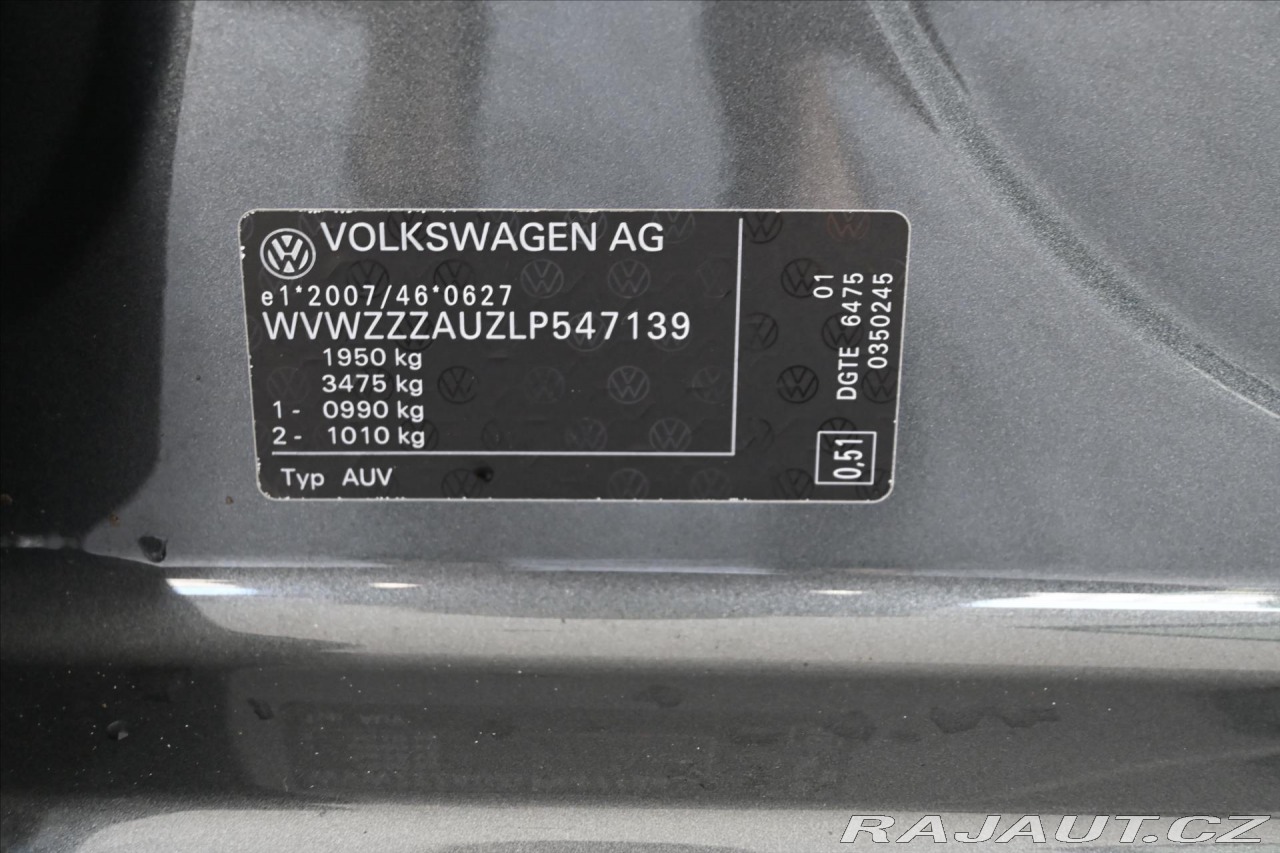 VOLKSWAGEN AG
e1*2007/46*0627
WVWZZZAUZLP547139
1950 kg
3475 kg
1 - 0990 kg
2 - 1010 kg
Typ AUV
01
DGTE 6475
0350245
0,51
RAJAUT.CZ